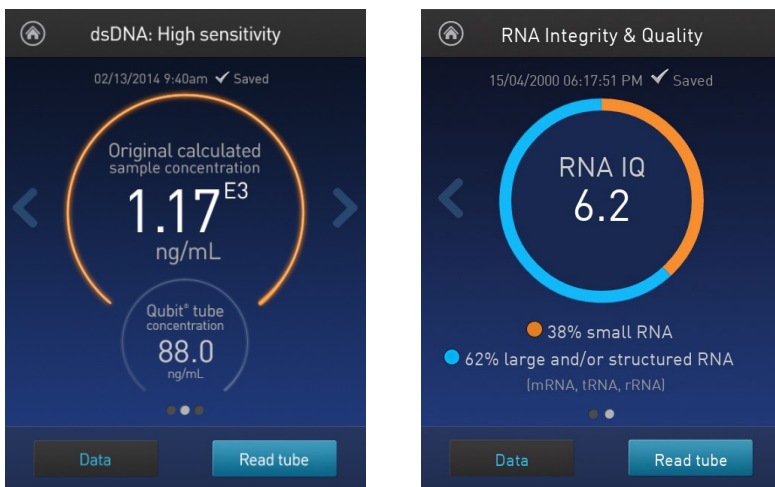 dsDNA: High sensitivity
02/13/2014 9:40am ✓ Saved
Original calculated
sample concentration
1.17 E3
ng/mL
Qubit® tube
concentration
88.0
ng/mL
Data
Read tube
RNA Integrity & Quality
15/04/2000 06:17:51 PM ✓ Saved
RNA IQ
6.2
38% small RNA
62% large and/or structured RNA
(mRNA, tRNA, rRNA)
Data
Read tube